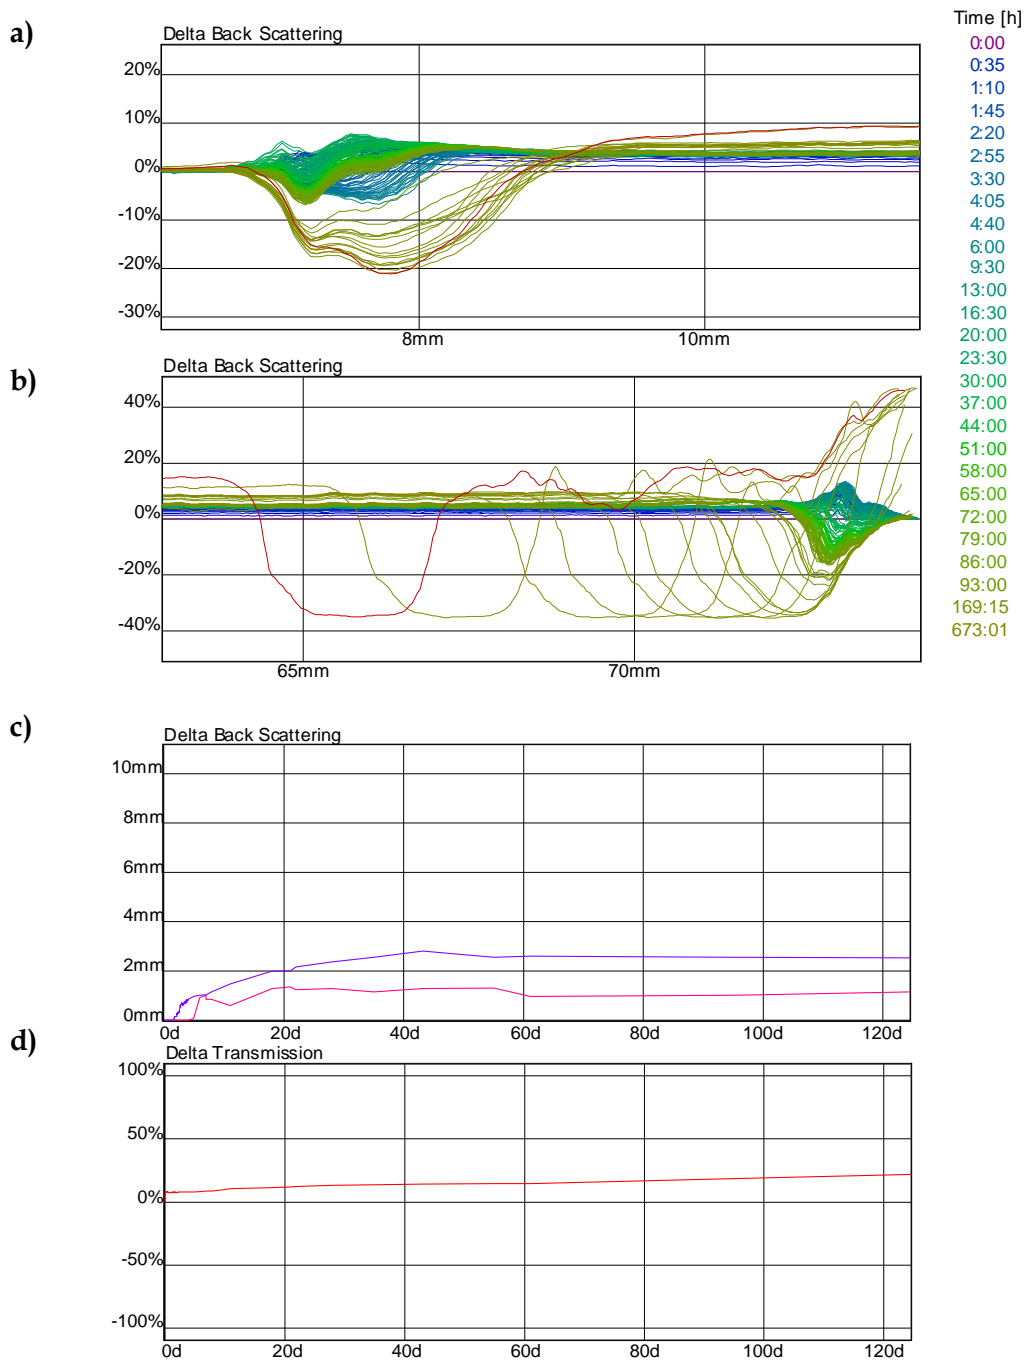 a)
Delta Back Scattering
20%
10%
0%
-10%
-20%
-30%
8mm 10mm
Time [h]
0:00
0:35
1:10
1:45
2:20
2:55
3:30
4:05
4:40
6:00
9:30
13:00
16:30
20:00
23:30
30:00
37:00
44:00
51:00
58:00
65:00
72:00
79:00
86:00
93:00
169:15
673:01
b)
Delta Back Scattering
40%
20%
0%
-20%
-40%
65mm 70mm
c)
Delta Back Scattering
10mm
8mm
6mm
4mm
2mm
0mm
0d 20d 40d 60d 80d 100d 120d
d)
Delta Transmission
100%
50%
0%
-50%
-100%
0d 20d 40d 60d 80d 100d 120d